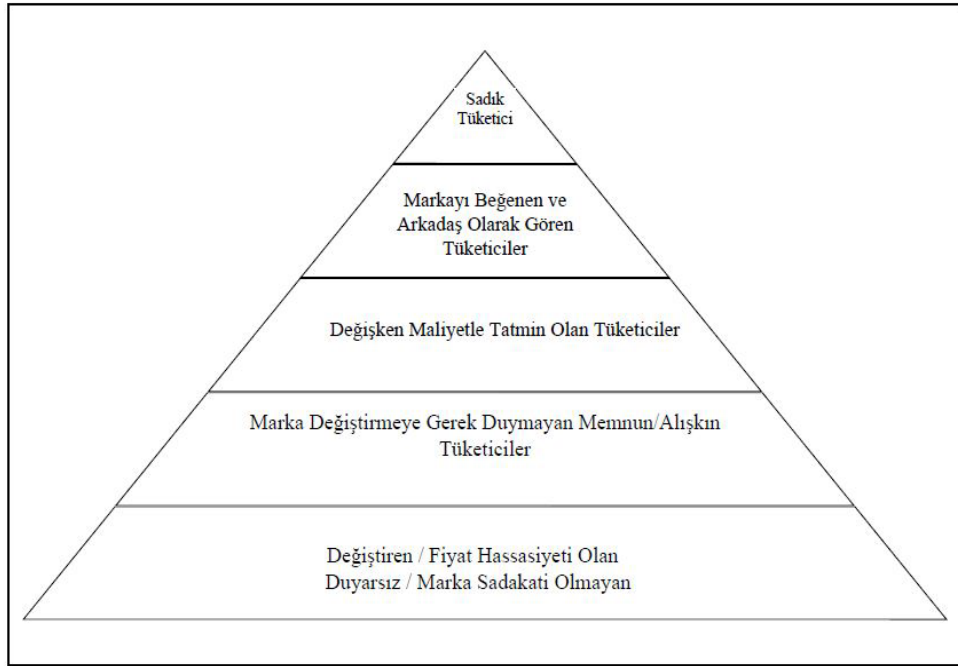 Sadık
Tüketici
Markayı Beğenen ve
Arkadaş Olarak Gören
Tüketiciler
Değişken Maliyetle Tatmin Olan Tüketiciler
Marka Değiştirmeye Gerek Duymayan Memnun/Alışkın
Tüketiciler
Değiştiren / Fiyat Hassasiyeti Olan
Duyarsız / Marka Sadakati Olmayan